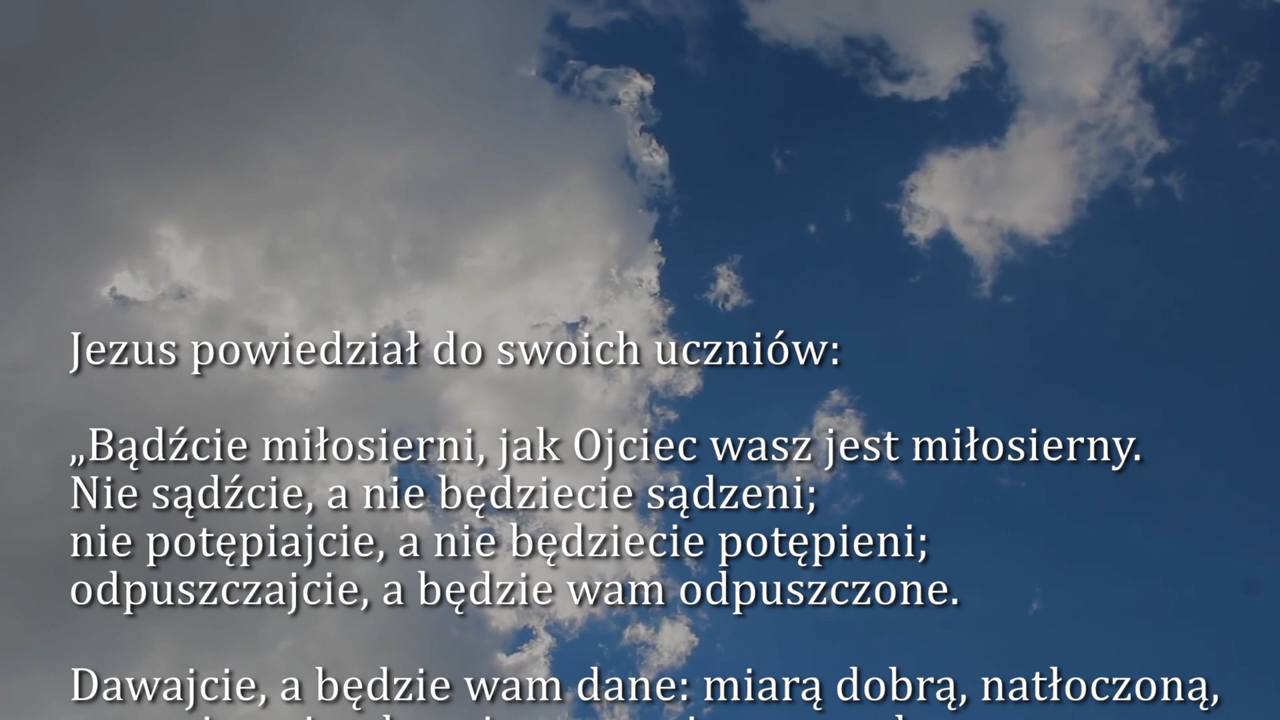 Jezus powiedział do swoich uczniów:
„Bądźcie miłosierni, jak Ojciec wasz jest miłosierny.
Nie sądźcie, a nie będziecie sądzeni;
nie potępiajcie, a nie będziecie potępieni;
odpuszczajcie, a będzie wam odpuszczone.
Dawajcie, a będzie wam dane: miarą dobrą, natłoczoną,